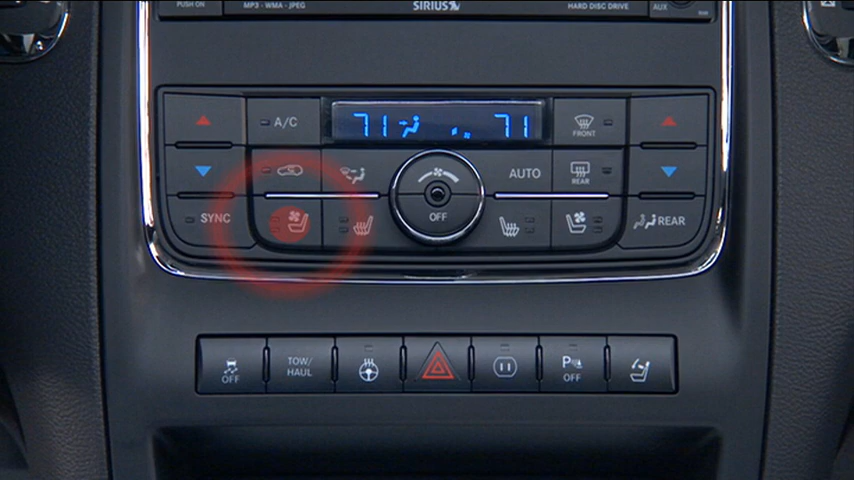 PUSH ON MP3 - WMA - JPEG SIRIUS HARD DISC DRIVE AUX
A/C 71 71 FRONT
AUTO REAR
SYNC OFF REAR
OFF TOW/HAUL P OFF